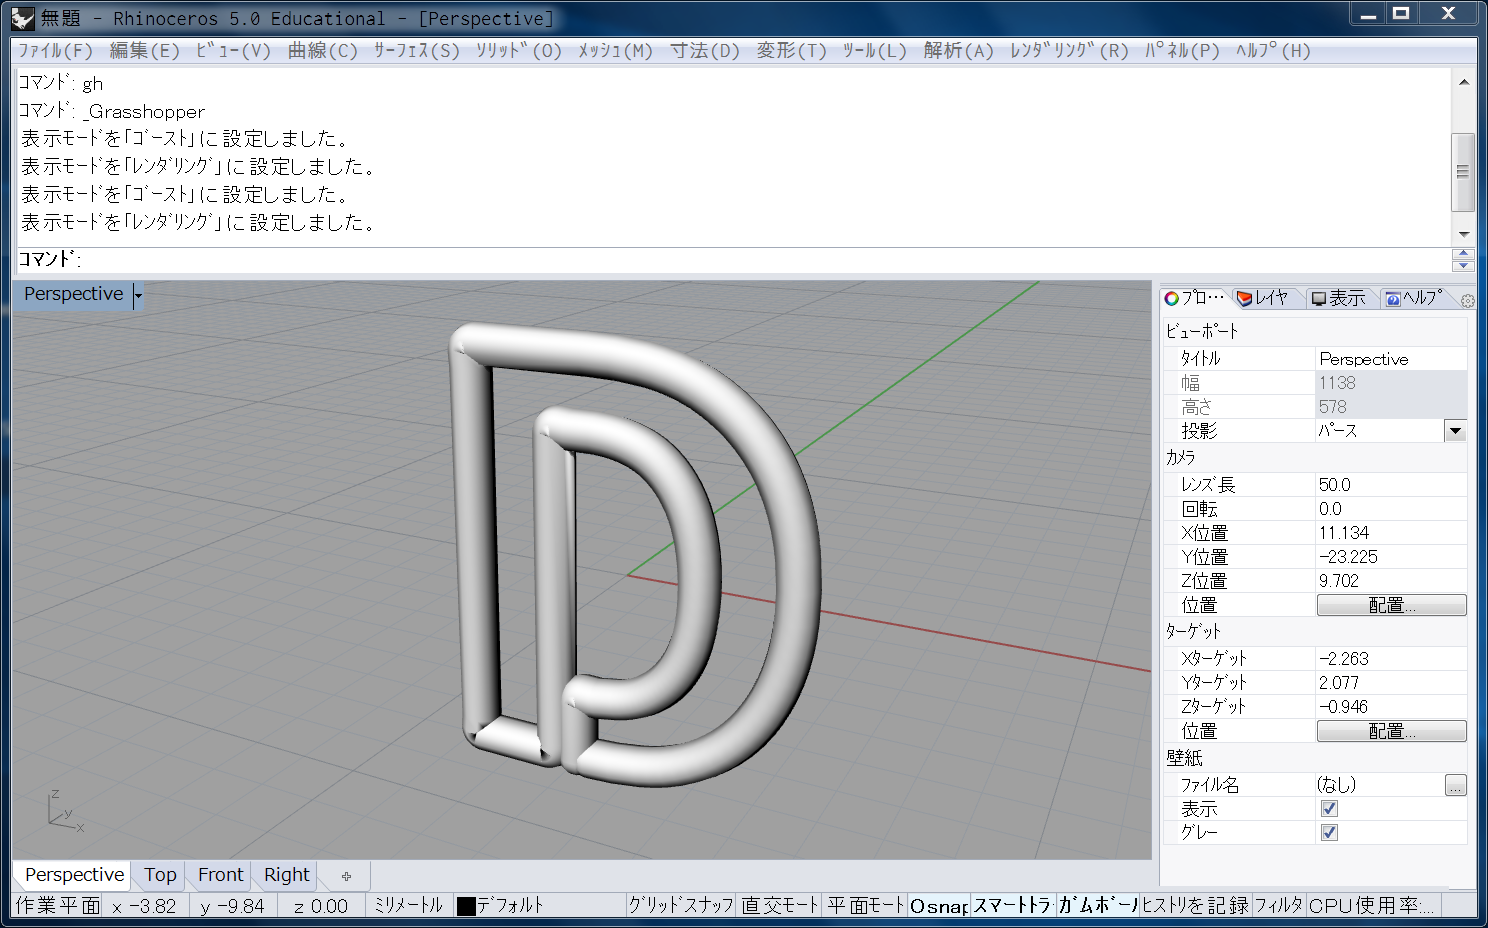 無題 - Rhinoceros 5.0 Educational - [Perspective]
ﾌｧｲﾙ(F) 編集(E) ﾋﾞｭｰ(V) 曲線(C) ｻｰﾌｪｽ(S) ｿﾘｯﾄﾞ(O) ﾒｯｼｭ(M) 寸法(D) 変形(T) ﾂｰﾙ(L) 解析(A) ﾚﾝﾀﾞﾘﾝｸﾞ(R) ﾊﾟﾈﾙ(P) ﾍﾙﾌﾟ(H)
ｺﾏﾝﾄﾞ: gh
ｺﾏﾝﾄﾞ: _Grasshopper
表示ﾓｰﾄﾞを｢ｺﾞｰｽﾄ｣に設定しました。
表示ﾓｰﾄﾞを｢ﾚﾝﾀﾞﾘﾝｸﾞ｣に設定しました。
表示ﾓｰﾄﾞを｢ｺﾞｰｽﾄ｣に設定しました。
表示ﾓｰﾄﾞを｢ﾚﾝﾀﾞﾘﾝｸﾞ｣に設定しました。
ｺﾏﾝﾄﾞ:
Perspective
z
y
x
ﾌﾟﾛ… ﾚｲﾔ 表示 ﾍﾙﾌﾟ
ﾋﾞｭｰﾎﾟｰﾄ
ﾀｲﾄﾙ Perspective
幅 1138
高さ 578
投影 ﾊﾟｰｽ
ｶﾒﾗ
ﾚﾝｽﾞ長 50.0
回転 0.0
X位置 11.134
Y位置 -23.225
Z位置 9.702
位置 配置...
ﾀｰｹﾞｯﾄ
Xﾀｰｹﾞｯﾄ -2.263
Yﾀｰｹﾞｯﾄ 2.077
Zﾀｰｹﾞｯﾄ -0.946
位置 配置...
壁紙
ﾌｧｲﾙ名 (なし) ...
表示
ｸﾞﾚｰ
Perspective Top Front Right
作業平面 x -3.82 y -9.84 z 0.00 ﾐﾘﾒｰﾄﾙ ﾃﾞﾌｫﾙﾄ ｸﾞﾘｯﾄﾞｽﾅｯﾌ 直交ﾓｰﾄ 平面ﾓｰﾄ Osnap ｽﾏｰﾄﾄﾗ ｶﾞﾑﾎﾞｰﾙ ﾋｽﾄﾘを記録 ﾌｨﾙﾀ CPU使用率:...